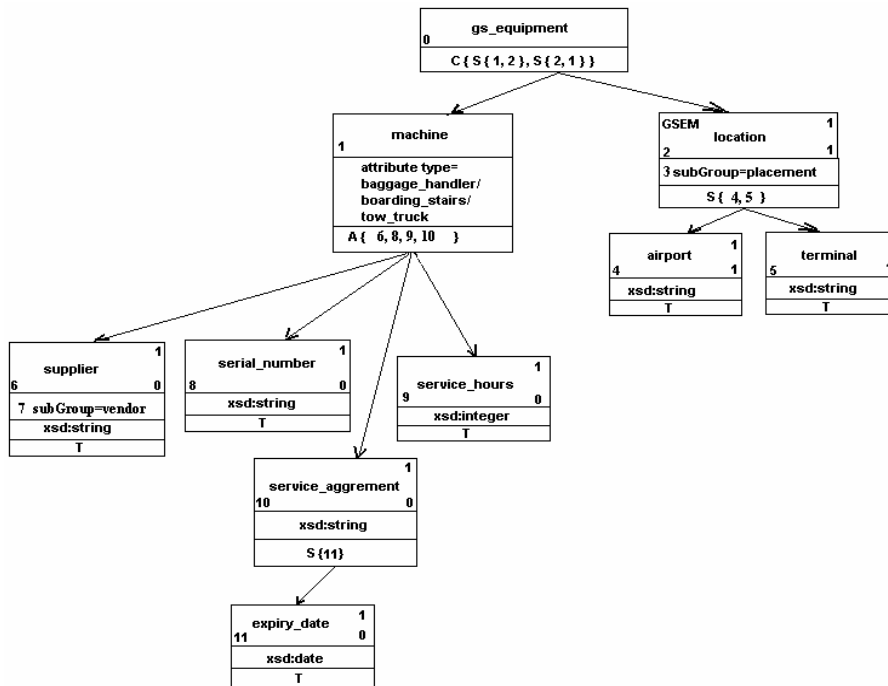 gs_equipment
0
C { S { 1, 2 }, S { 2, 1 } }
machine
1
attribute type=
baggage_handler/
boarding_stairs/
tow_truck
A { 6, 8, 9, 10 }
GSEM 1
location
2 1
3 subGroup=placement
S { 4, 5 }
1
airport
4 1
xsd:string
T
1
terminal
5 1
xsd:string
T
1
supplier
6 0
7 subGroup=vendor
xsd:string
T
1
serial_number
8 0
xsd:string
T
1
service_hours
9 0
xsd:integer
T
1
service_aggrement
10 0
xsd:string
S {11}
expiry_date 1
11 0
xsd:date
T